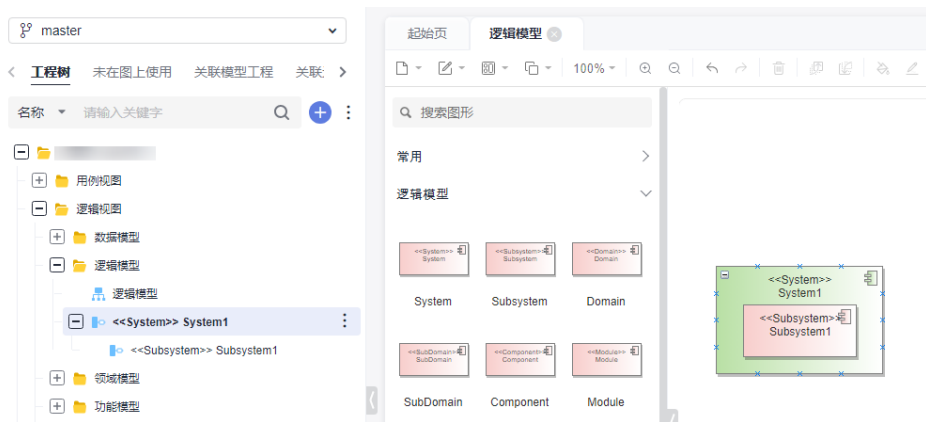 master
工程树 未在图上使用 关联模型工程 关联
名称 请输入关键字
用例视图
逻辑视图
数据模型
逻辑模型
逻辑模型
<<System>> System1
<<Subsystem>> Subsystem1
领域模型
功能模型
起始页 逻辑模型
100%
搜索图形
常用
逻辑模型
<<System>>
System
<<Subsystem>>
Subsystem
<<Domain>>
Domain
System Subsystem Domain
<<SubDomain>>
SubDomain
<<Component>>
Component
<<Module>>
Module
SubDomain Component Module
<<System>>
System1
<<Subsystem>>
Subsystem1